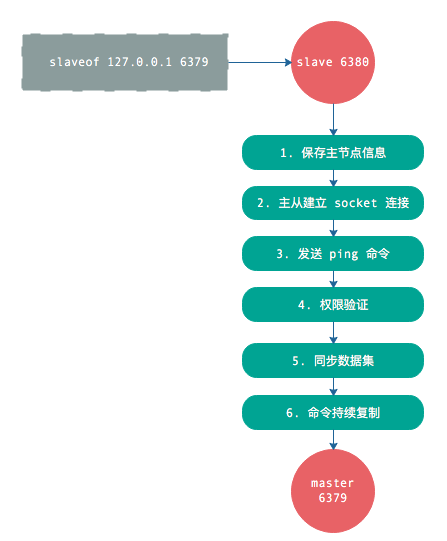 slaveof 127.0.0.1 6379
slave 6380
1. 保存主节点信息
2. 主从建立 socket 连接
3. 发送 ping 命令
4. 权限验证
5. 同步数据集
6. 命令持续复制
master
6379